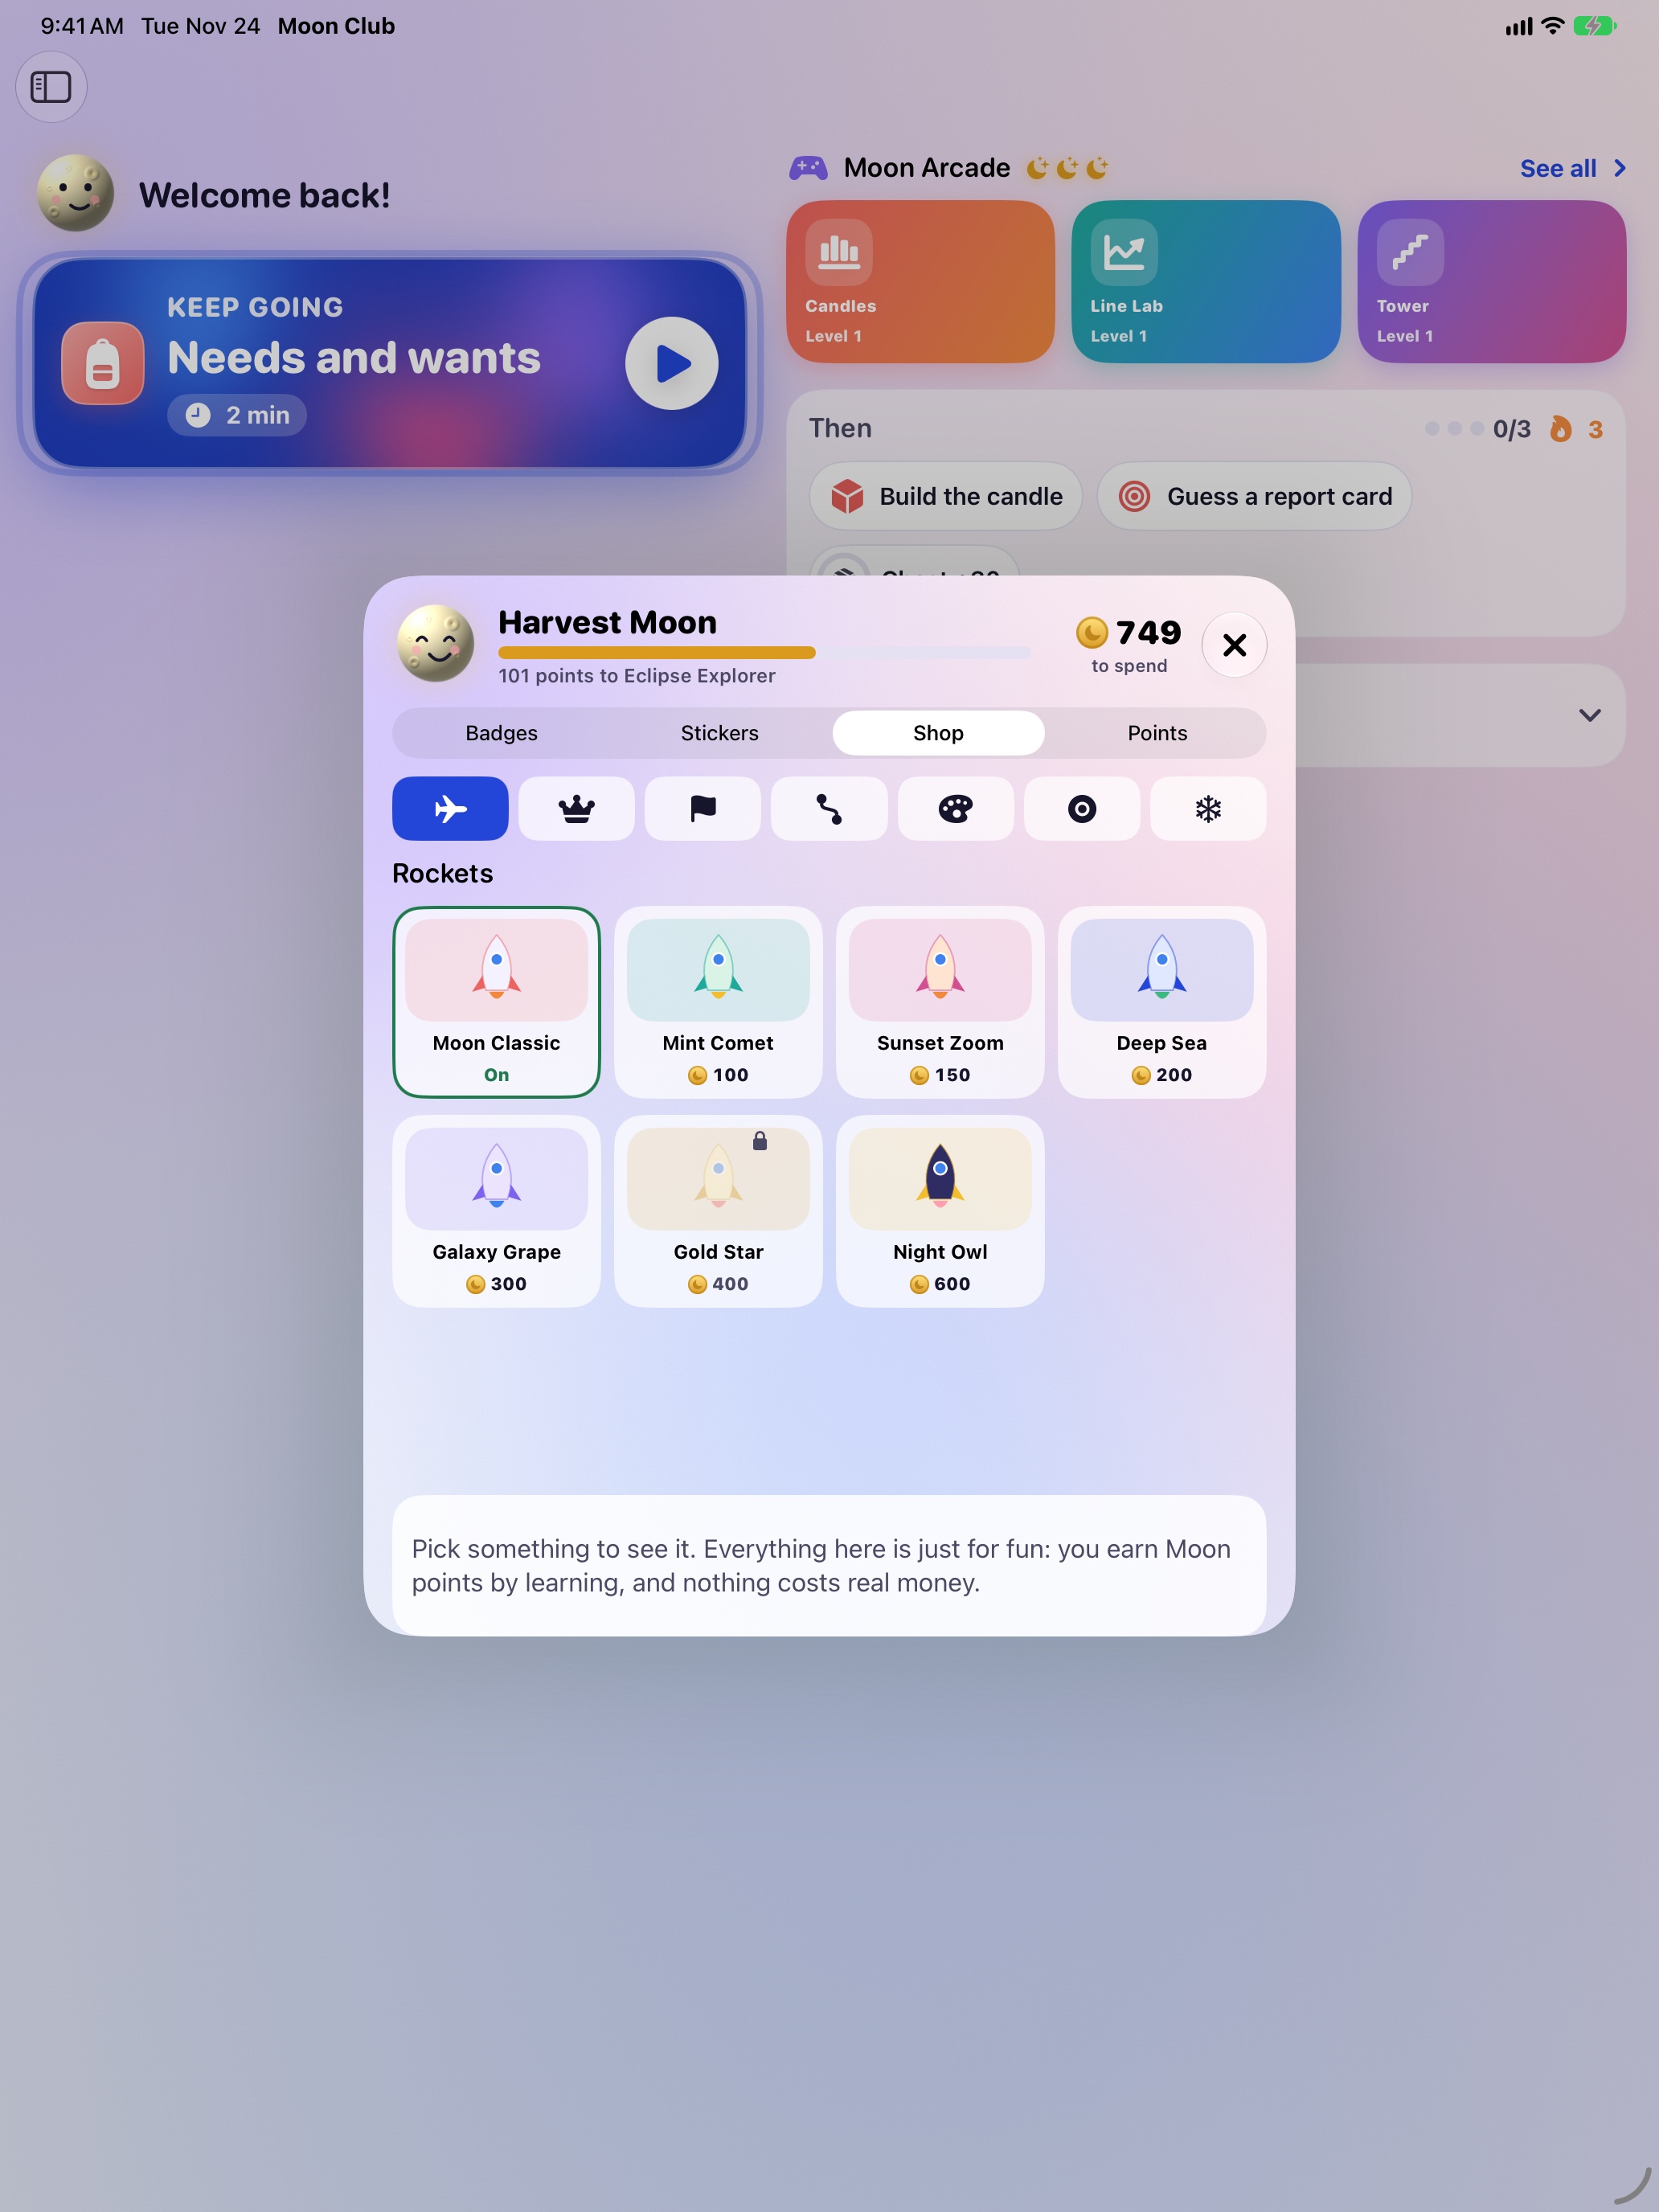 9:41 AM Tue Nov 24 Moon Club
Welcome back!
KEEP GOING
Needs and wants
2 min
Moon Arcade
See all
Candles
Level 1
Line Lab
Level 1
Tower
Level 1
Then
0/3
3
Build the candle
Guess a report card
Harvest Moon
101 points to Eclipse Explorer
749
to spend
Badges
Stickers
Shop
Points
Rockets
Moon Classic
On
Mint Comet
100
Sunset Zoom
150
Deep Sea
200
Galaxy Grape
300
Gold Star
400
Night Owl
600
Pick something to see it. Everything here is just for fun: you earn Moon
points by learning, and nothing costs real money.